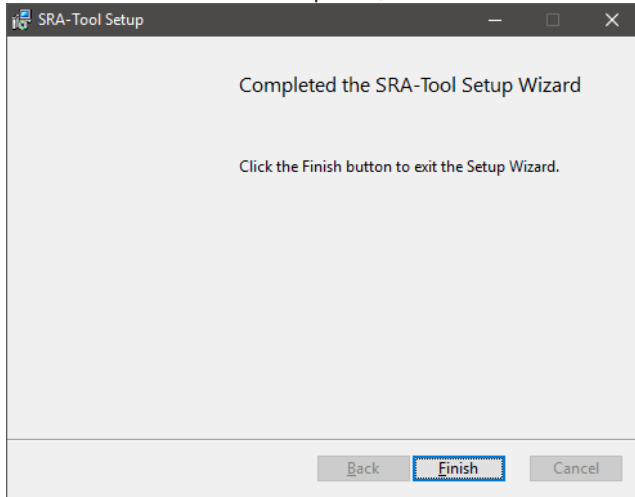 SRA-Tool Setup
Completed the SRA-Tool Setup Wizard
Click the Finish button to exit the Setup Wizard.
Back Finish Cancel